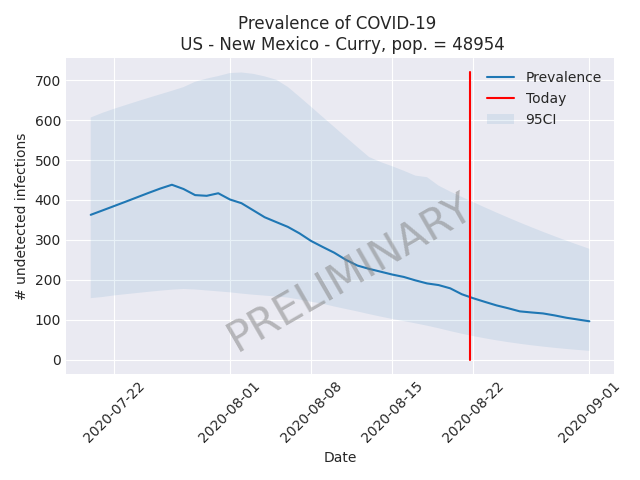 Prevalence of COVID-19
US - New Mexico - Curry, pop. = 48954
# undetected infections
700
600
500
400
300
200
100
0
Prevalence
Today
95CI
PRELIMINARY
2020-07-22
2020-08-01
2020-08-08
2020-08-15
2020-08-22
2020-09-01
Date